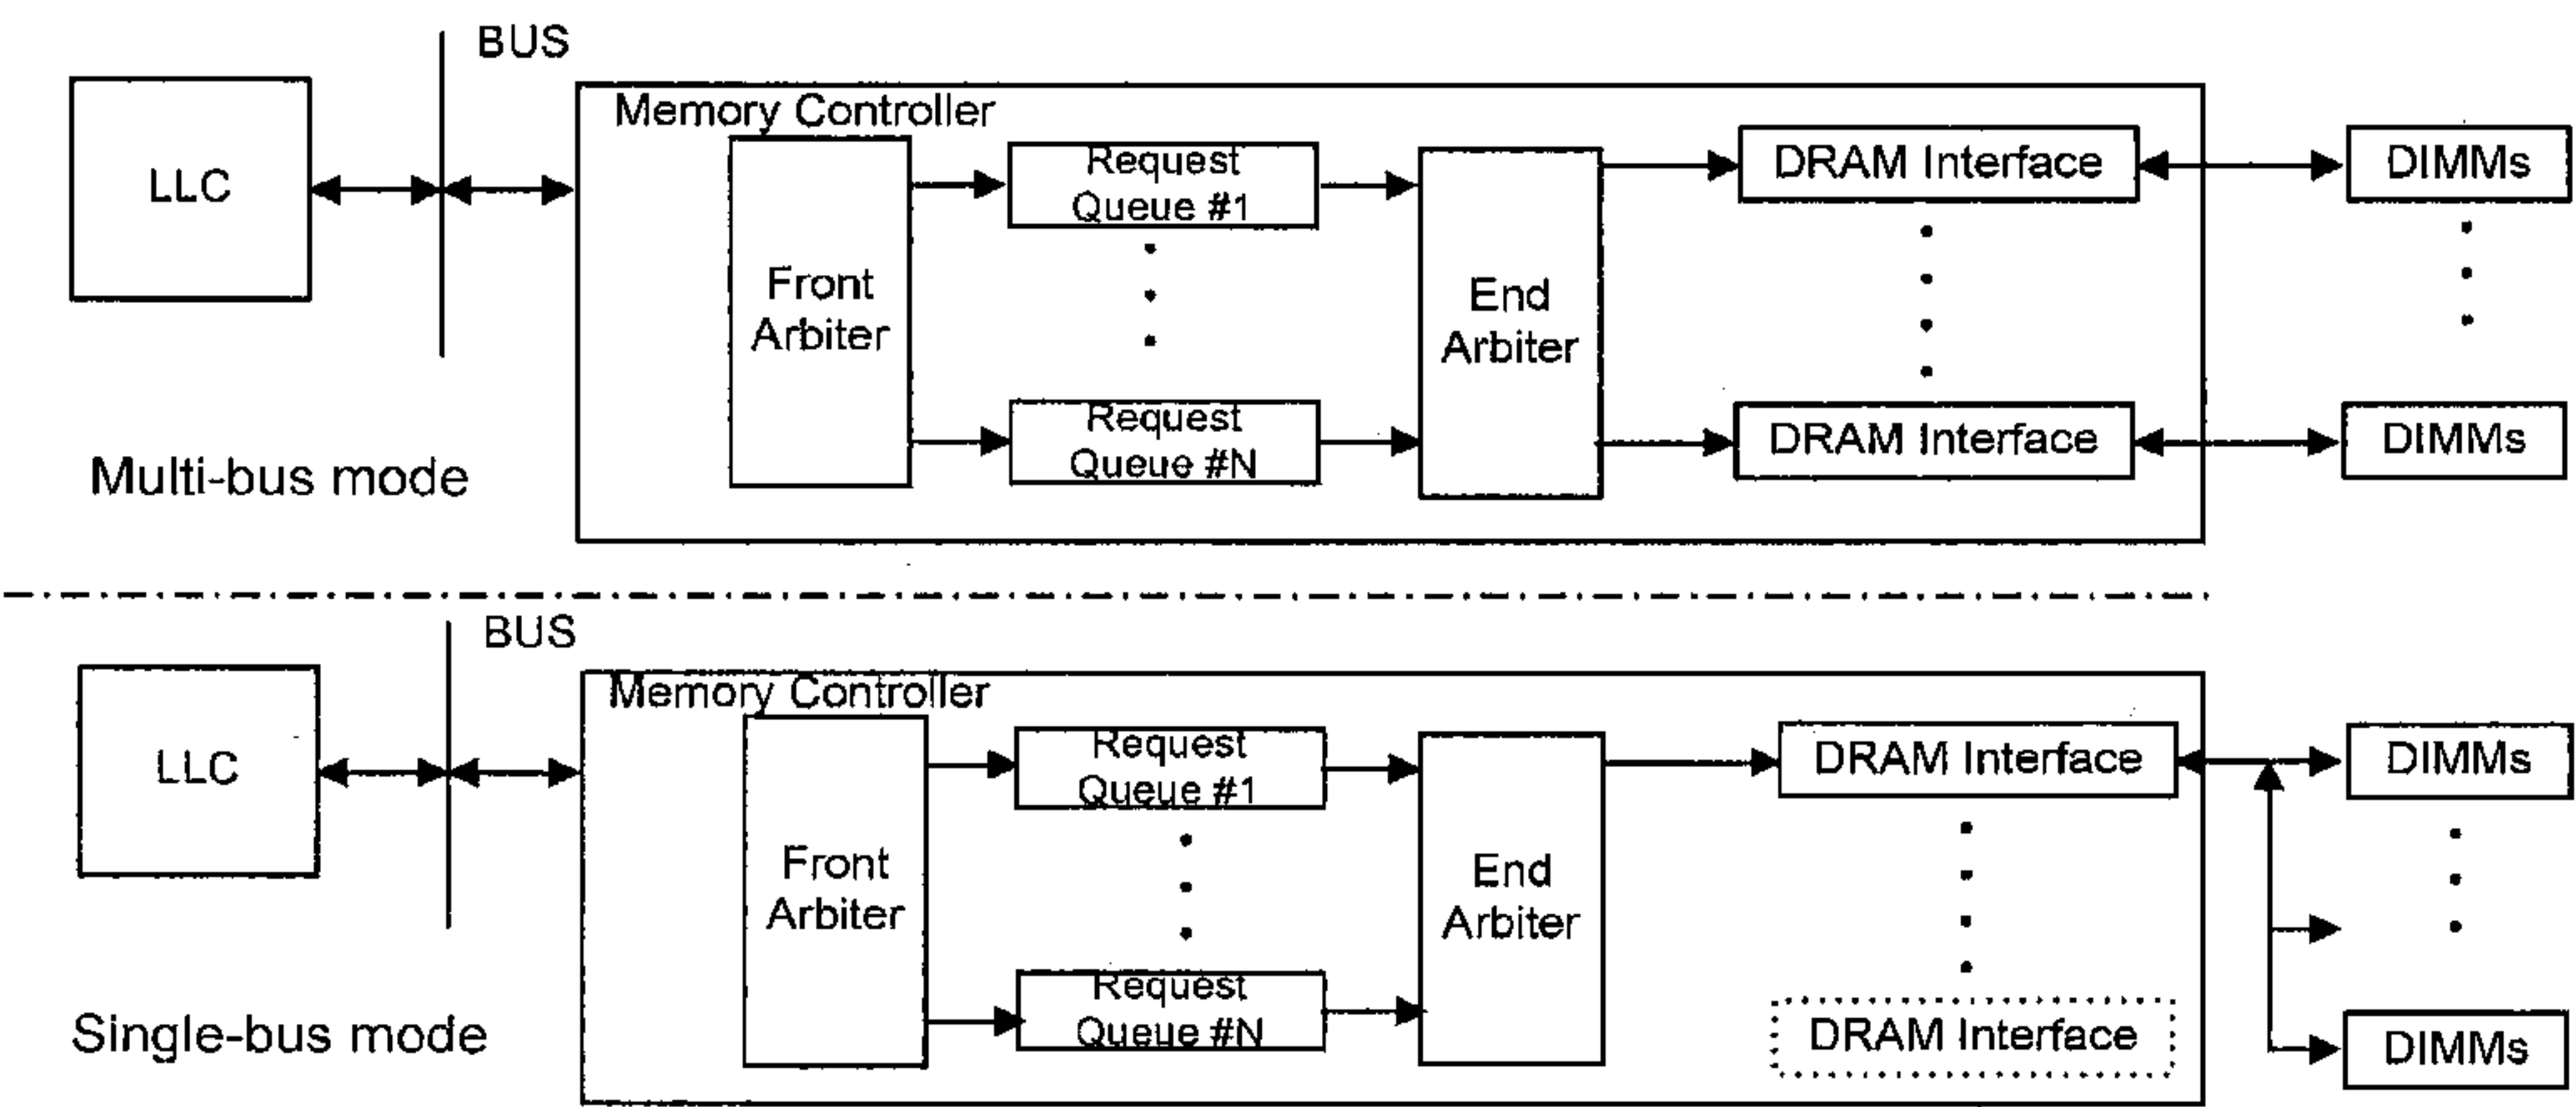 BUS
Memory Controller
LLC
Front
Arbiter
Request
Queue #1
Request
Queue #N
End
Arbiter
DRAM Interface
DRAM Interface
DIMMs
DIMMs
Multi-bus mode
BUS
Memory Controller
LLC
Front
Arbiter
Request
Queue #1
Request
Queue #N
End
Arbiter
DRAM Interface
DRAM Interface
DIMMs
DIMMs
Single-bus mode